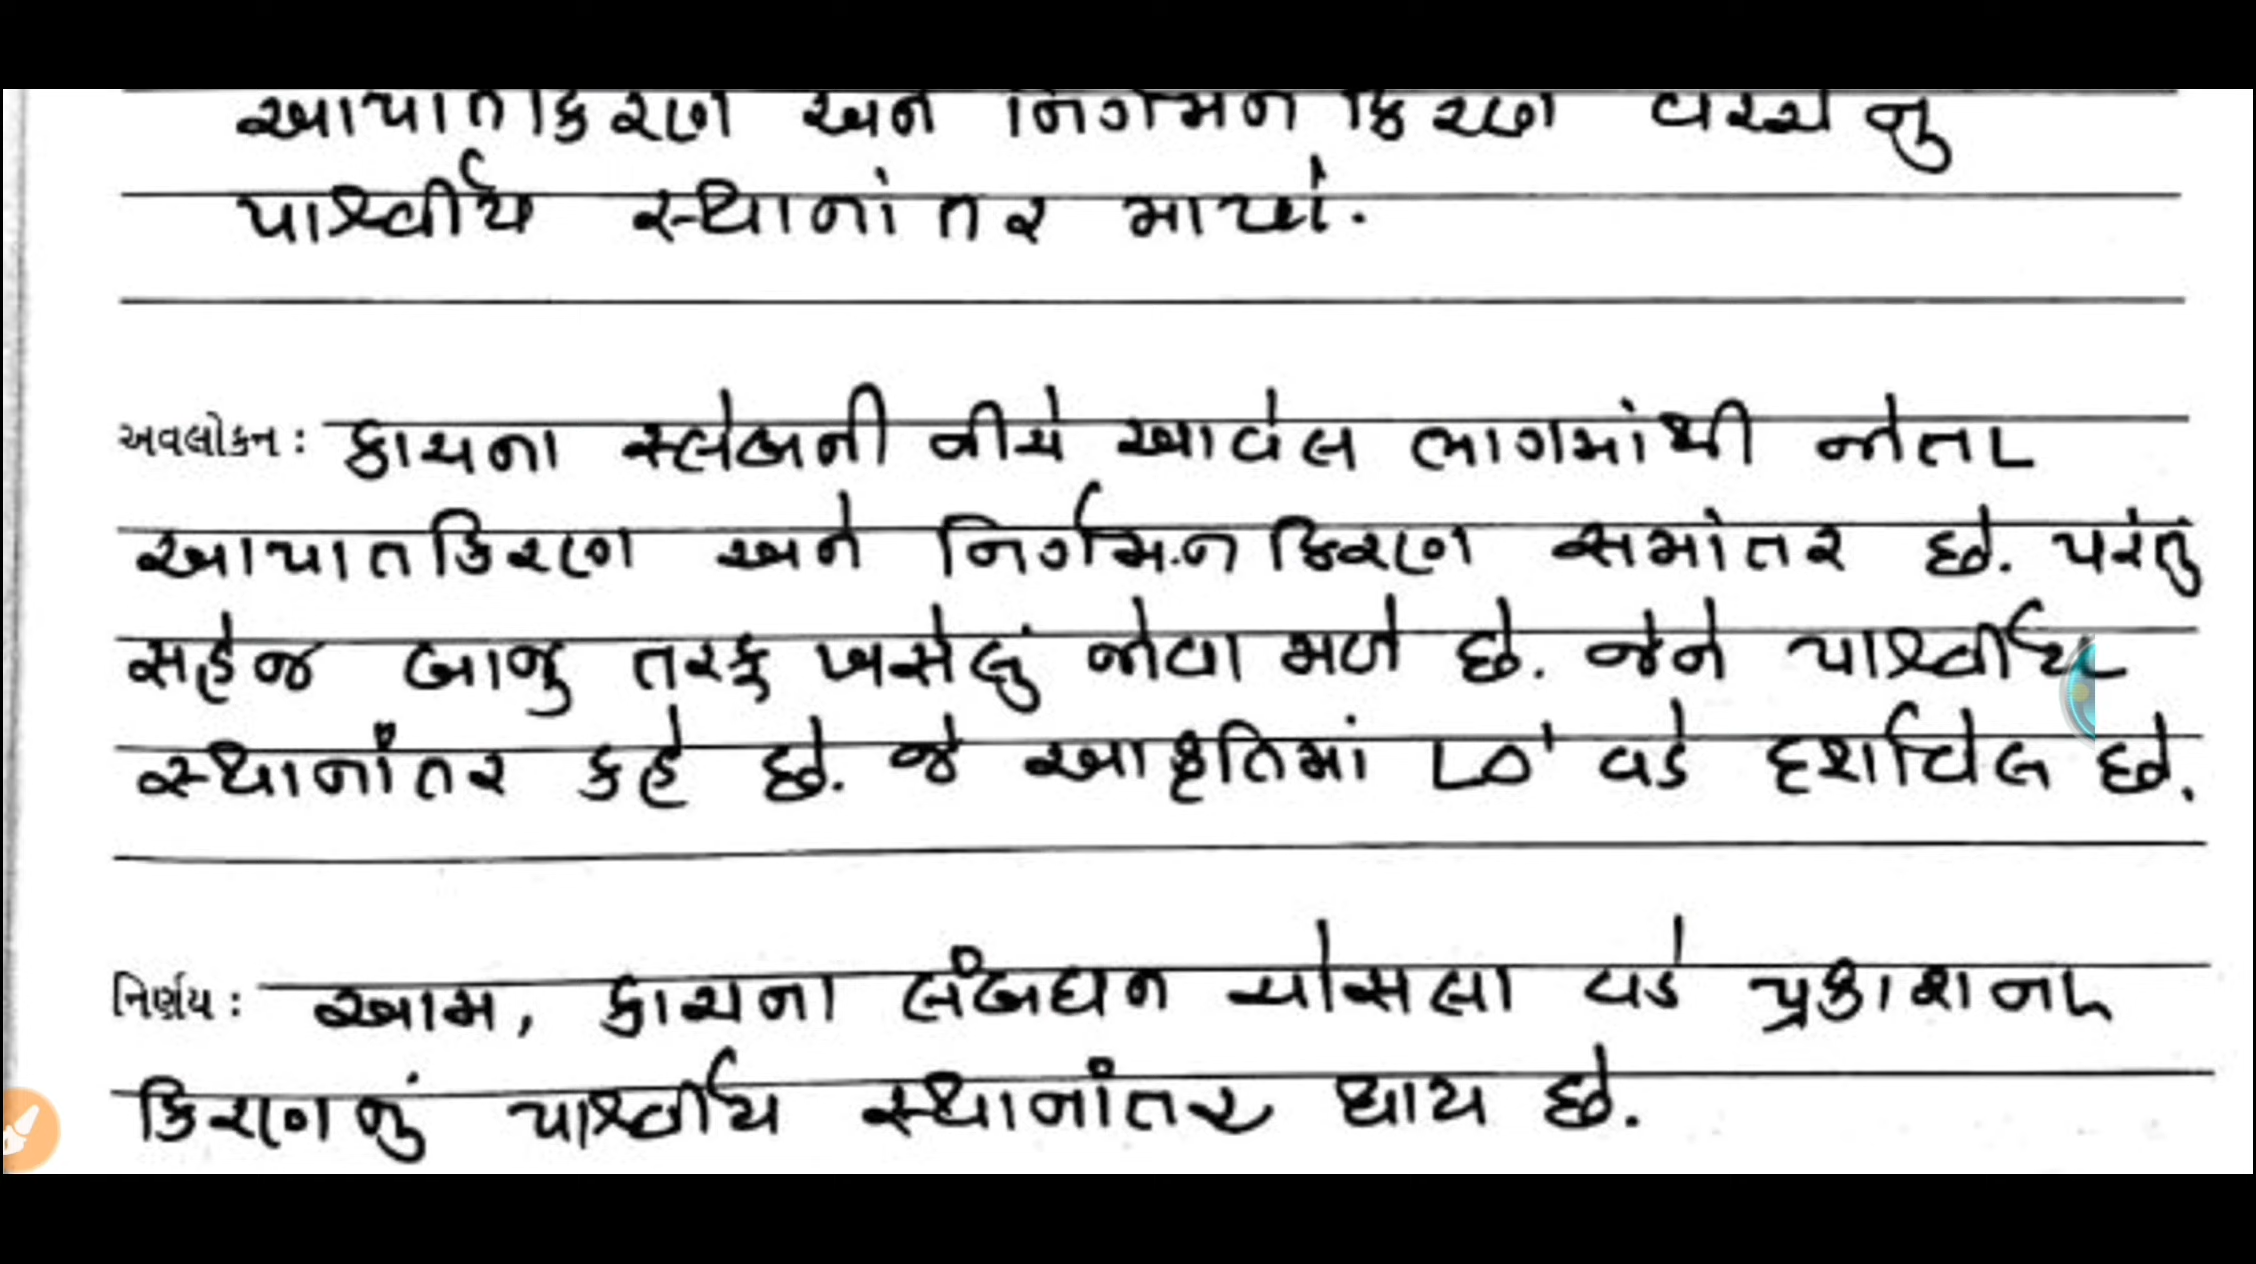 આપાતકિરણ અને નિર્ગમન કિરણ વચ્ચેનુ
પાર્શ્વીય સ્થાનાંતર માપો.
અવલોકન : કાચના સ્લેબની નીચે આવેલ ભાગમાંથી જોતા
આપાતકિરણ અને નિર્ગમન કિરણ સમાંતર છે. પરંતુ
સહેજ બાજુ તરફ ખસેલું જોવા મળે છે. જેને પાર્શ્વીય
સ્થાનાંતર કહે છે. જે આકૃતિમાં LO' વડે દર્શાવેલ છે.
નિર્ણય : આમ, કાચના લંબઘન ચોસલા વડે પ્રકાશના
કિરણનું પાર્શ્વીય સ્થાનાંતર થાય છે.